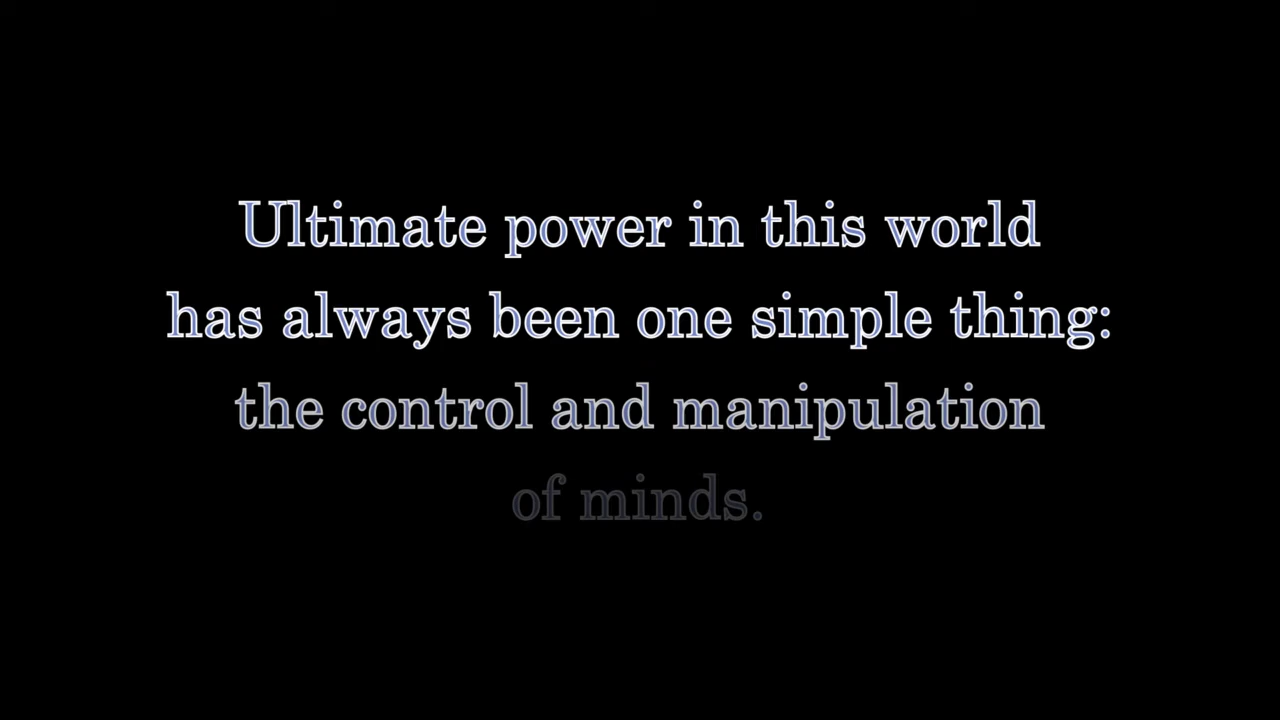 Ultimate power in this world
has always been one simple thing:
the control and manipulation
of minds.